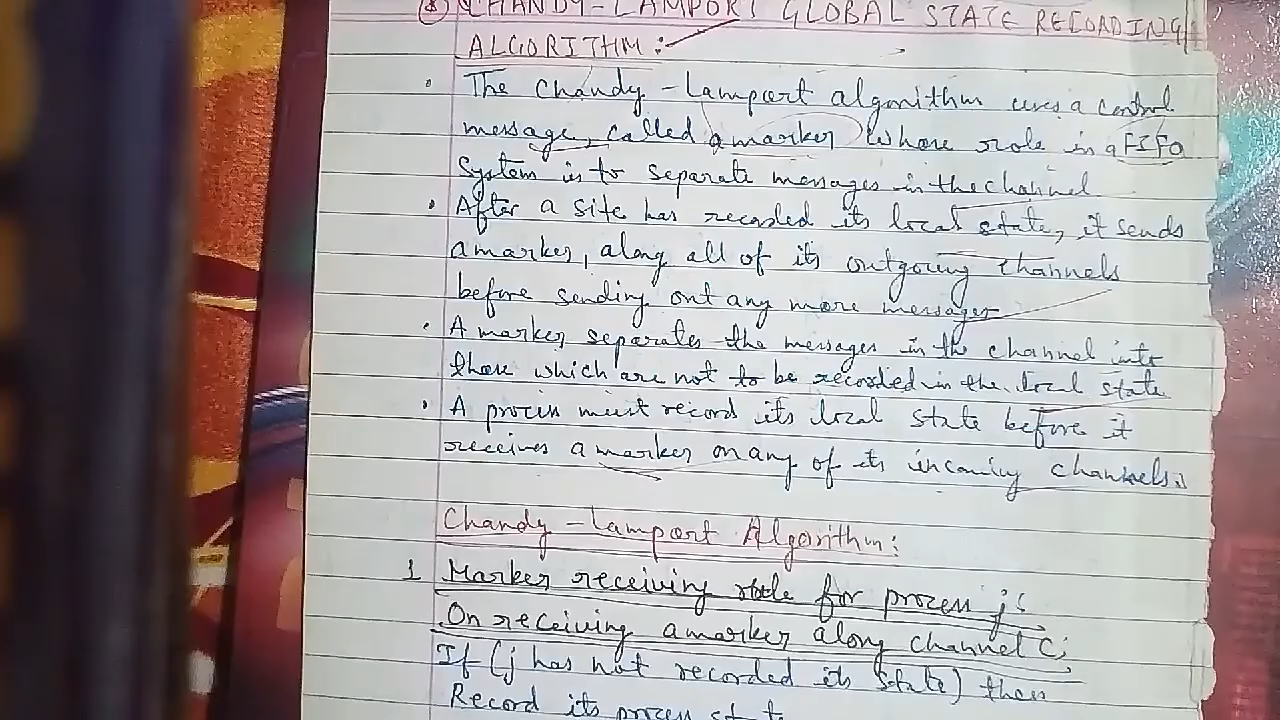 CHANDY-LAMPORT GLOBAL STATE RECORDING
ALGORITHM:-
• The Chandy-Lamport algorithm uses a control
message, called a marker whose role in a FIFO
System is to separate messages in the channel
• After a site has recorded its local state, it sends
a marker, along all of its outgoing channels
before sending out any more messages
• A marker separates the messages in the channel into
those which are not to be recorded in the local state
• A process must record its local state before it
receives a marker on any of its incoming channels.
Chandy-Lamport Algorithm:
1 Marker receiving rule for process j:
On receiving a marker along channel C;
If (j has not recorded its state) then
Record its process state